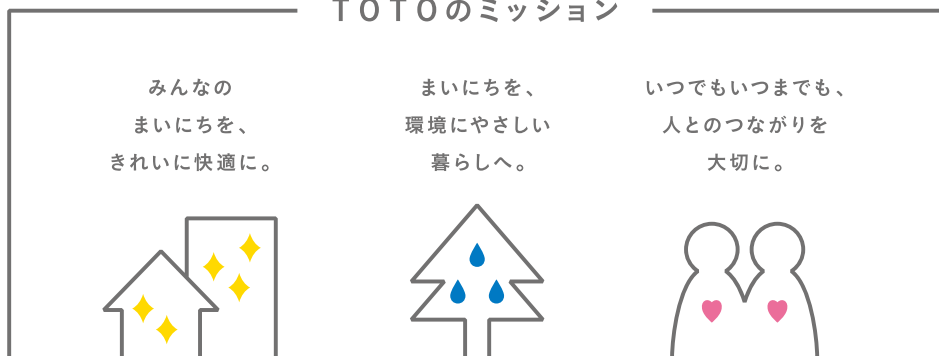 TOTOのミッション
みんなの
まいにちを、
きれいに快適に。
まいにちを、
環境にやさしい
暮らしへ。
いつでもいつまでも、
人とのつながりを
大切に。